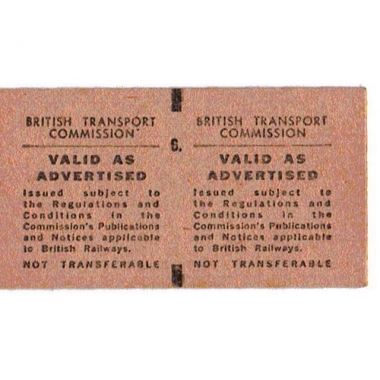 BRITISH TRANSPORT
COMMISSION
VALID AS
ADVERTISED
Issued subject to
the Regulations and
Conditions in the
Commission's Publications
and Notices applicable
to British Railways.
NOT TRANSFERABLE
6.
BRITISH TRANSPORT
COMMISSION
VALID AS
ADVERTISED
Issued subject to
the Regulations and
Conditions in the
Commission's Publications
and Notices applicable
to British Railways.
NOT TRANSFERABLE